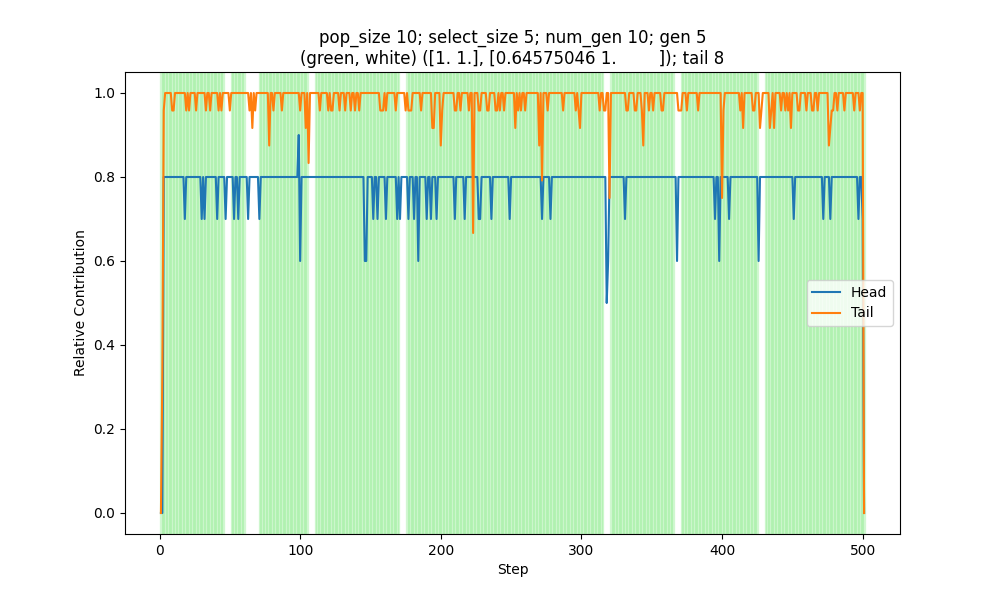 pop_size 10; select_size 5; num_gen 10; gen 5
(green, white) ([1. 1.], [0.64575046 1.        ]); tail 8
1.0
0.8
0.6
0.4
0.2
0.0
Relative Contribution
Head
Tail
0 100 200 300 400 500
Step